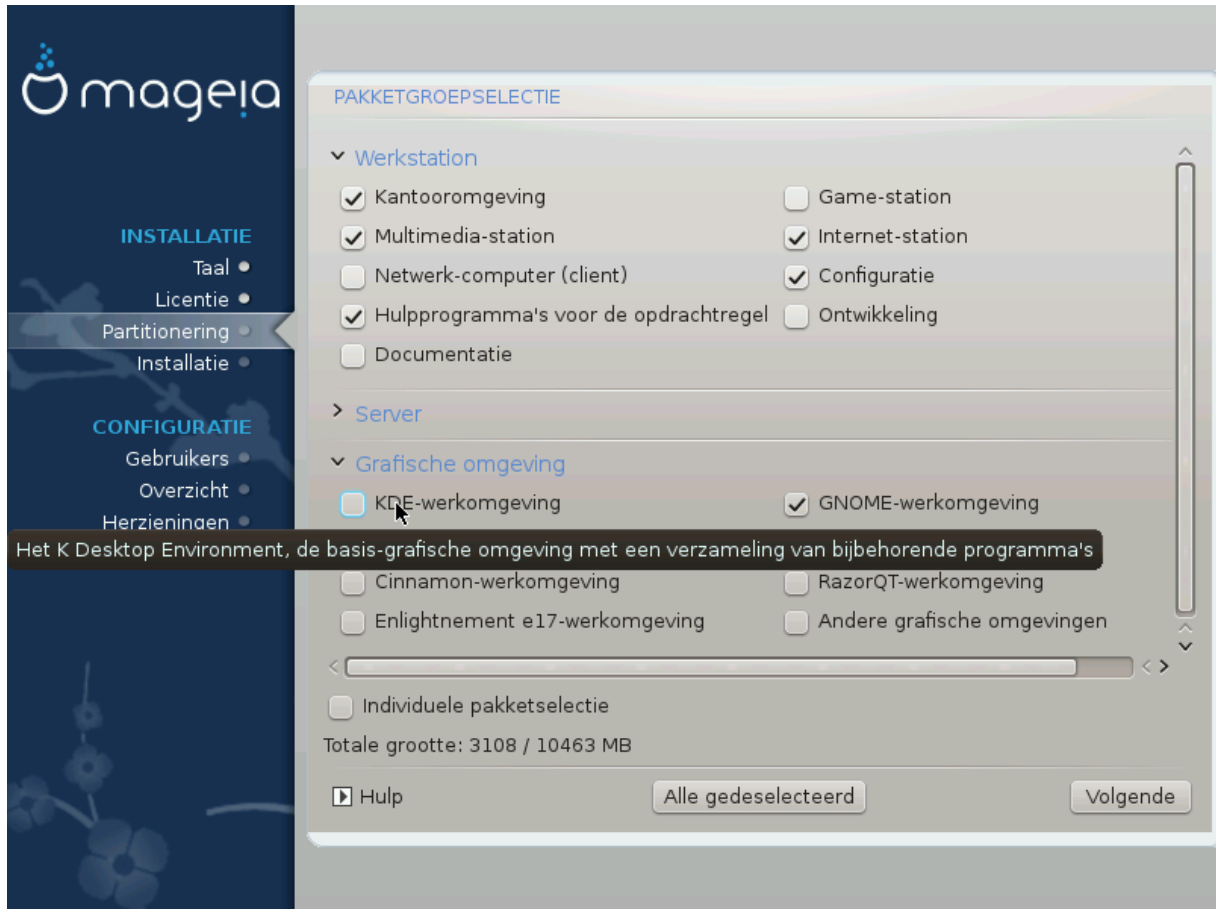 mageia
INSTALLATIE
Taal
Licentie
Partitionering
Installatie
CONFIGURATIE
Gebruikers
Overzicht
Herzieningen
PAKKETGROEPSELECTIE
Werkstation
Kantooromgeving
Game-station
Multimedia-station
Internet-station
Netwerk-computer (client)
Configuratie
Hulpprogramma's voor de opdrachtregel
Ontwikkeling
Documentatie
Server
Grafische omgeving
KDE-werkomgeving
GNOME-werkomgeving
Het K Desktop Environment, de basis-grafische omgeving met een verzameling van bijbehorende programma's
Cinnamon-werkomgeving
RazorQT-werkomgeving
Enlightnement e17-werkomgeving
Andere grafische omgevingen
Individuele pakketselectie
Totale grootte: 3108 / 10463 MB
Hulp
Alle gedeselecteerd
Volgende